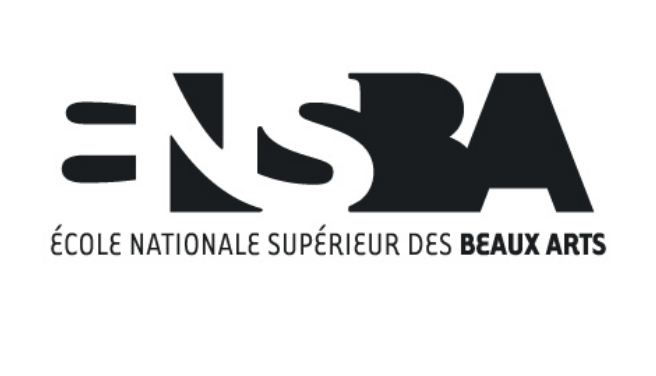 ENSBA
ÉCOLE NATIONALE SUPÉRIEUR DES BEAUX ARTS